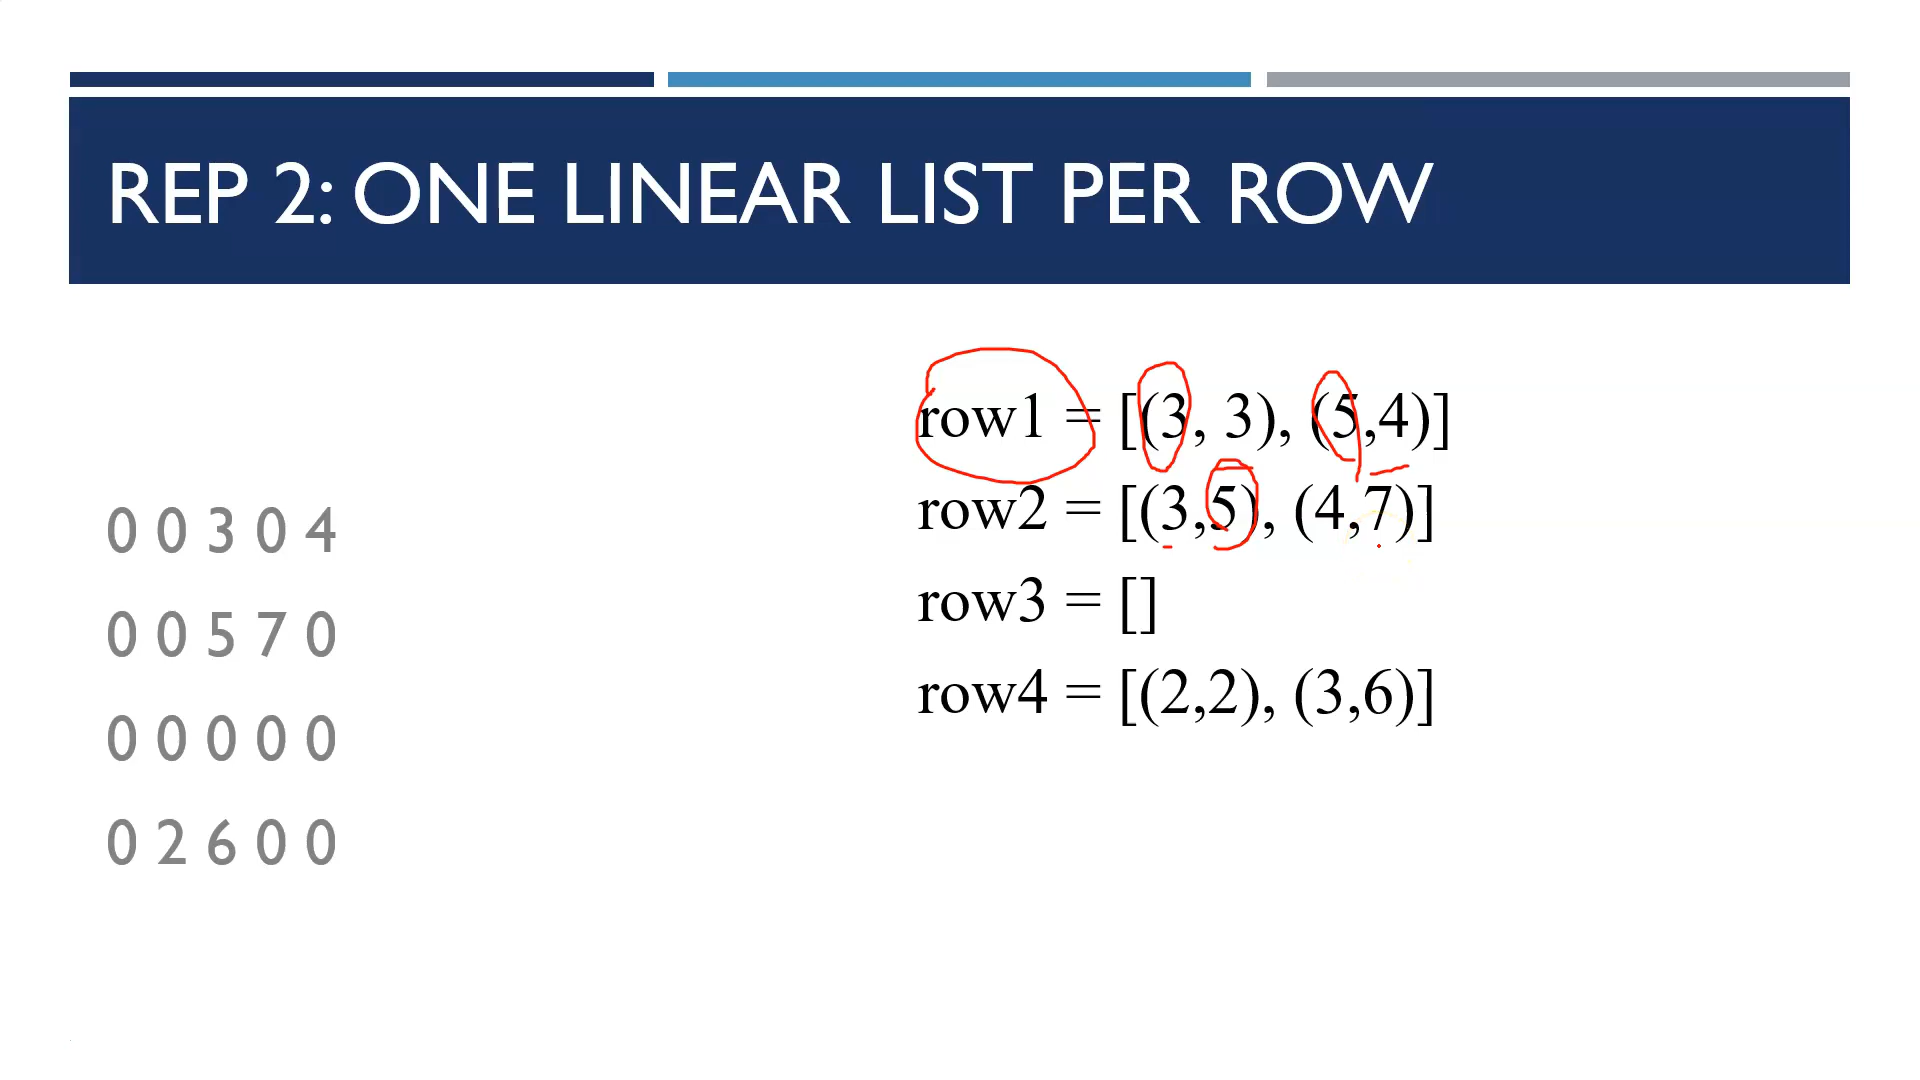 REP 2: ONE LINEAR LIST PER ROW
0 0 3 0 4
0 0 5 7 0
0 0 0 0 0
0 2 6 0 0
row1 = [(3, 3), (5,4)]
row2 = [(3,5), (4,7)]
row3 = []
row4 = [(2,2), (3,6)]